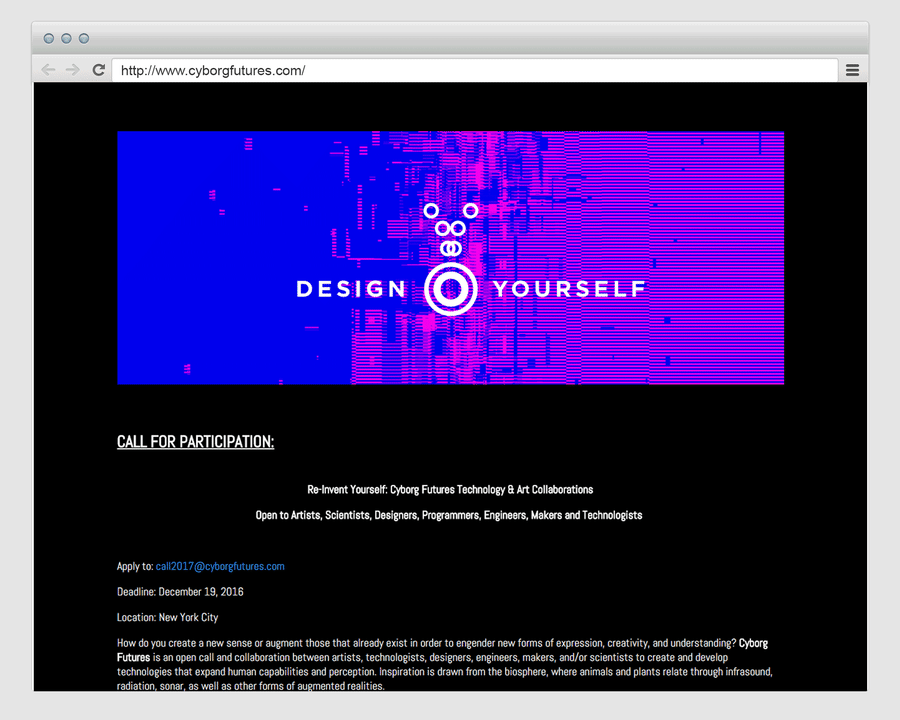 http://www.cyborgfutures.com/
DESIGN YOURSELF
CALL FOR PARTICIPATION:
Re-Invent Yourself: Cyborg Futures Technology & Art Collaborations
Open to Artists, Scientists, Designers, Programmers, Engineers, Makers and Technologists
Apply to: call2017@cyborgfutures.com
Deadline: December 19, 2016
Location: New York City
How do you create a new sense or augment those that already exist in order to engender new forms of expression, creativity, and understanding? Cyborg
Futures is an open call and collaboration between artists, technologists, designers, engineers, makers, and/or scientists to create and develop
technologies that expand human capabilities and perception. Inspiration is drawn from the biosphere, where animals and plants relate through infrasound,
radiation, sonar, as well as other forms of augmented realities.